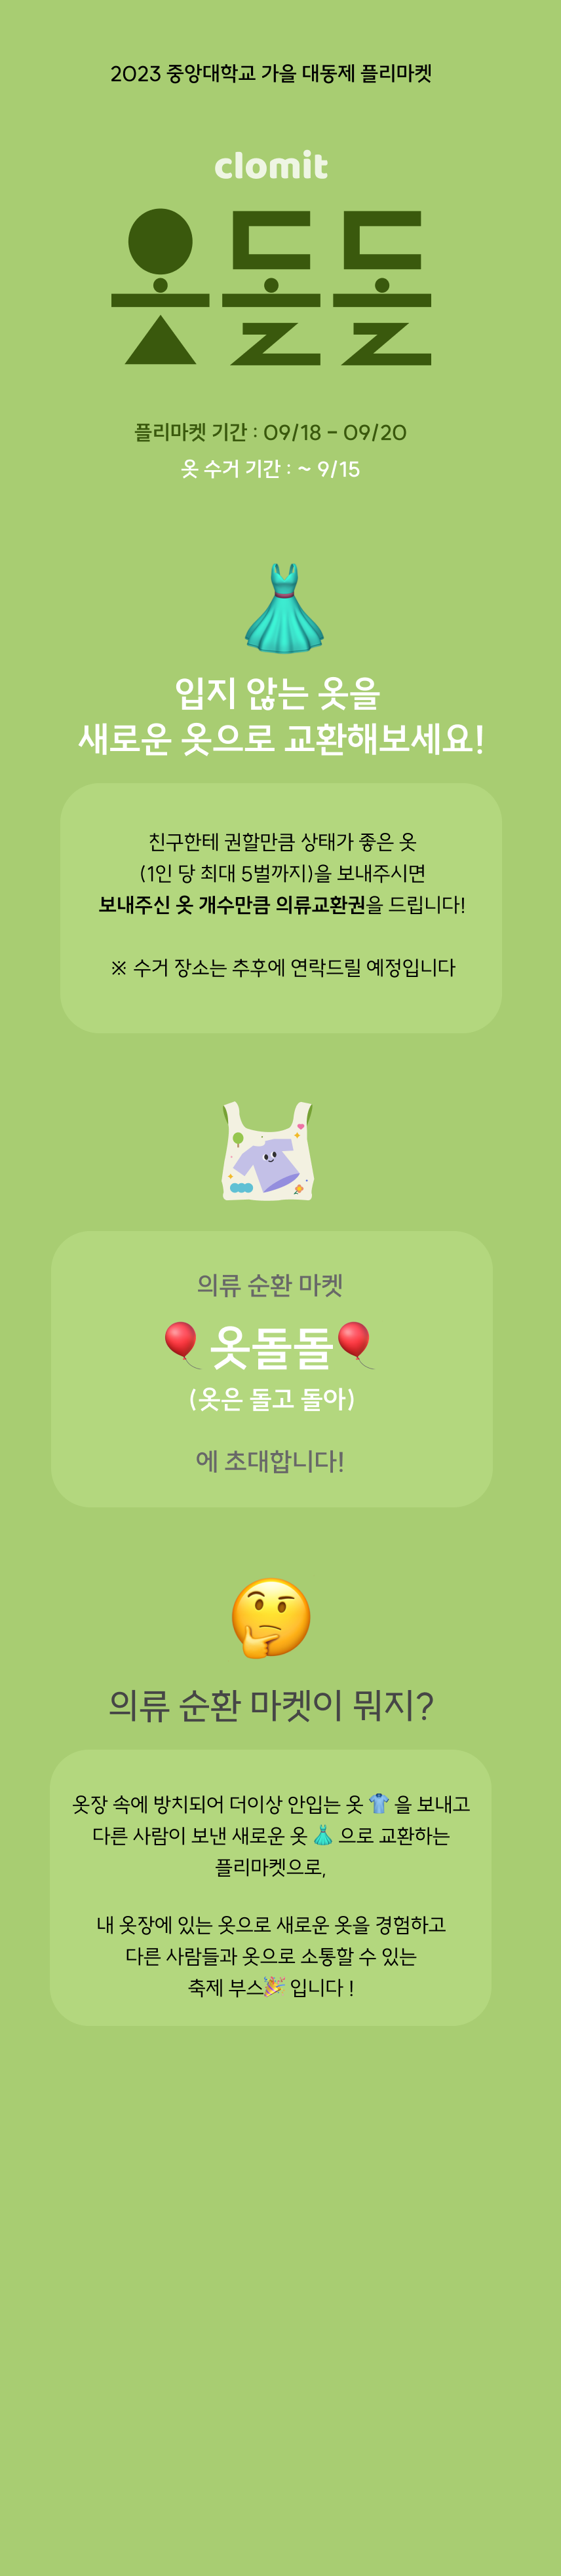 2023 중앙대학교 가을 대동제 플리마켓
clomit
옷돌돌
플리마켓 기간 : 09/18 - 09/20
옷 수거 기간 : ~ 9/15
입지 않는 옷을
새로운 옷으로 교환해보세요!
친구한테 권할만큼 상태가 좋은 옷
(1인 당 최대 5벌까지)을 보내주시면
보내주신 옷 개수만큼 의류교환권을 드립니다!
※ 수거 장소는 추후에 연락드릴 예정입니다
의류 순환 마켓
🎈옷돌돌🎈
(옷은 돌고 돌아)
에 초대합니다!
의류 순환 마켓이 뭐지?
옷장 속에 방치되어 더이상 안입는 옷 👕 을 보내고
다른 사람이 보낸 새로운 옷 👗 으로 교환하는
플리마켓으로,
내 옷장에 있는 옷으로 새로운 옷을 경험하고
다른 사람들과 옷으로 소통할 수 있는
축제 부스🎉 입니다 !